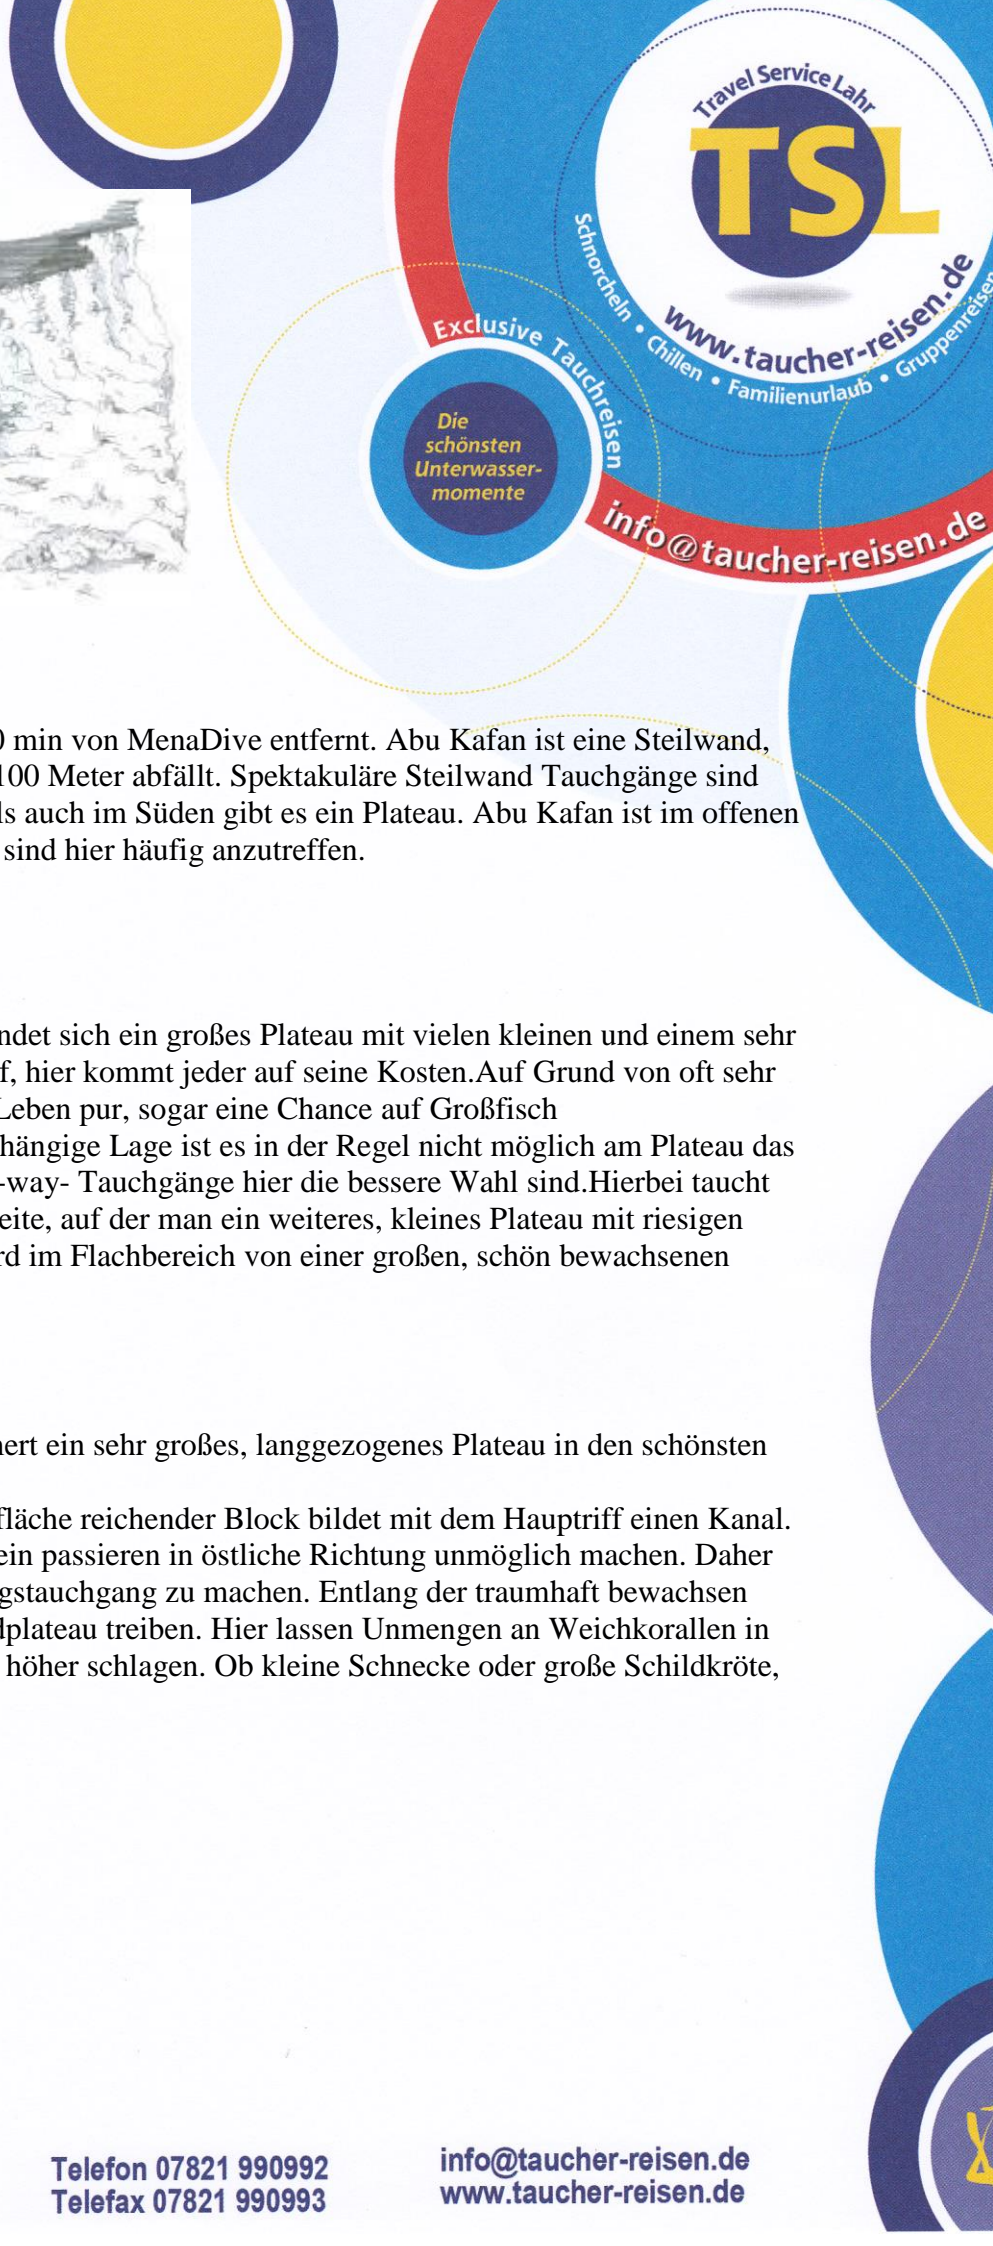 Travel Service Lahr
TSL
www.taucher-reisen.de
Schnorcheln • Chillen • Familienurlaub • Gruppenreisen
Exclusive Tauchreisen
Die
schönsten
Unterwasser-
momente
info@taucher-reisen.de
0 min von MenaDive entfernt. Abu Kafan ist eine Steilwand,
100 Meter abfällt. Spektakuläre Steilwand Tauchgänge sind
ls auch im Süden gibt es ein Plateau. Abu Kafan ist im offenen
sind hier häufig anzutreffen.
ndet sich ein großes Plateau mit vielen kleinen und einem sehr
f, hier kommt jeder auf seine Kosten.Auf Grund von oft sehr
Leben pur, sogar eine Chance auf Großfisch
hängige Lage ist es in der Regel nicht möglich am Plateau das
-way- Tauchgänge hier die bessere Wahl sind.Hierbei taucht
eite, auf der man ein weiteres, kleines Plateau mit riesigen
rd im Flachbereich von einer großen, schön bewachsenen
ert ein sehr großes, langgezogenes Plateau in den schönsten
fläche reichender Block bildet mit dem Hauptriff einen Kanal.
ein passieren in östliche Richtung unmöglich machen. Daher
gstauchgang zu machen. Entlang der traumhaft bewachsen
dplateau treiben. Hier lassen Unmengen an Weichkorallen in
höher schlagen. Ob kleine Schnecke oder große Schildkröte,
Telefon 07821 990992
Telefax 07821 990993
info@taucher-reisen.de
www.taucher-reisen.de